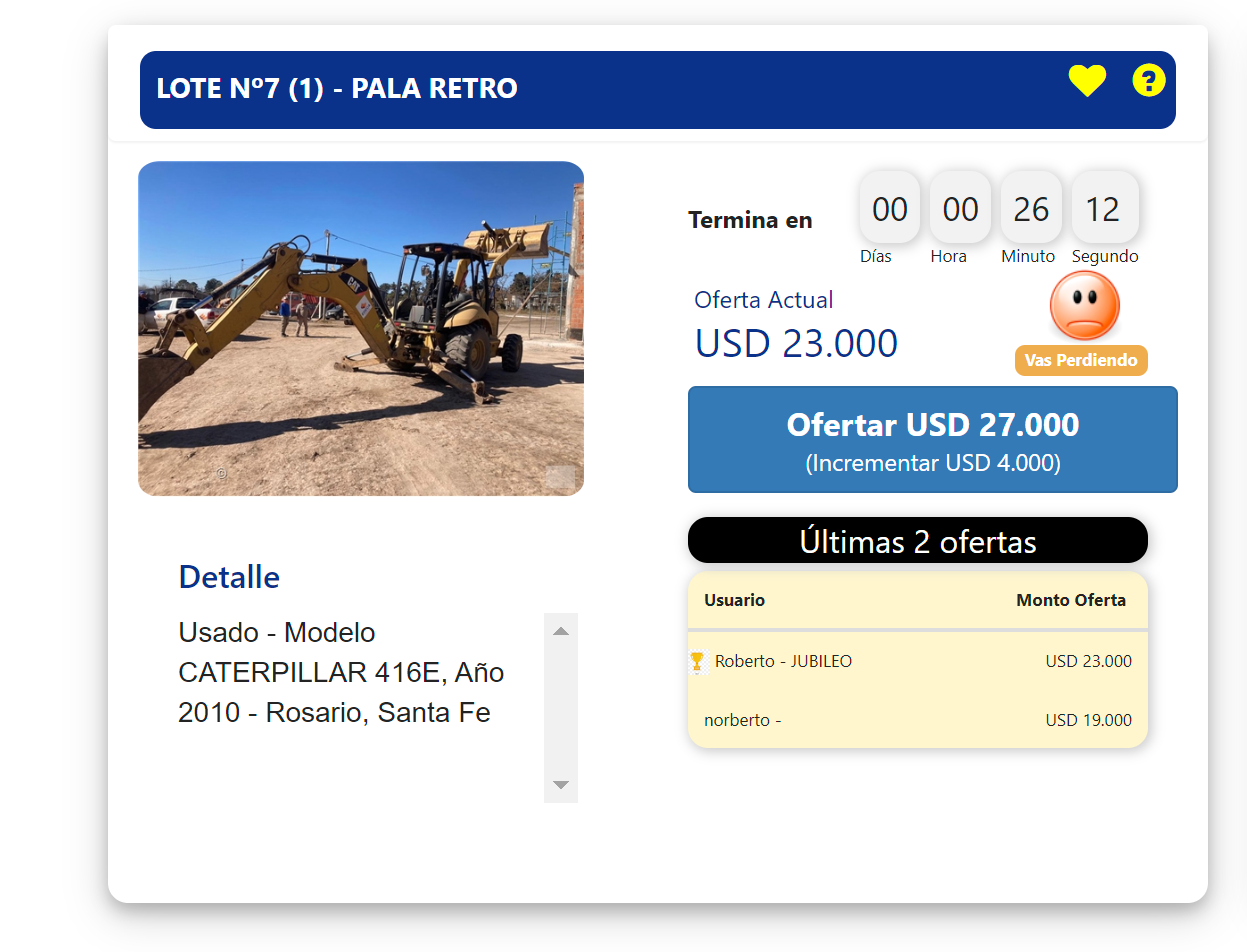 LOTE Nº7 (1) - PALA RETRO
?
CAT
©
Termina en
00 00 26 12
Días Hora Minuto Segundo
Oferta Actual
USD 23.000
Vas Perdiendo
Ofertar USD 27.000
(Incrementar USD 4.000)
Últimas 2 ofertas
Usuario Monto Oferta
Roberto - JUBILEO USD 23.000
norberto - USD 19.000
Detalle
Usado - Modelo
CATERPILLAR 416E, Año
2010 - Rosario, Santa Fe